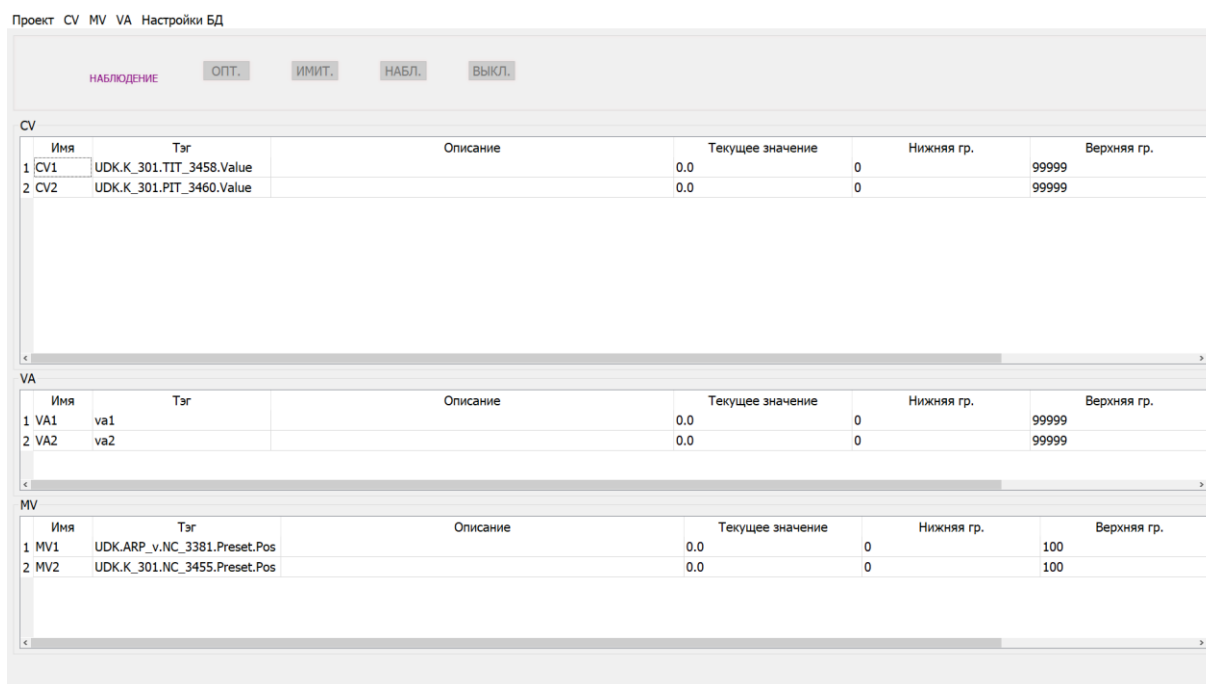 Проект CV MV VA Настройки БД
НАБЛЮДЕНИЕ ОПТ. ИМИТ. НАБЛ. ВЫКЛ.
CV
Имя Тэг Описание Текущее значение Нижняя гр. Верхняя гр.
1 CV1 UDK.K_301.TIT_3458.Value 0.0 0 99999
2 CV2 UDK.K_301.PIT_3460.Value 0.0 0 99999
VA
Имя Тэг Описание Текущее значение Нижняя гр. Верхняя гр.
1 VA1 va1 0.0 0 99999
2 VA2 va2 0.0 0 99999
MV
Имя Тэг Описание Текущее значение Нижняя гр. Верхняя гр.
1 MV1 UDK.ARP_v.NC_3381.Preset.Pos 0.0 0 100
2 MV2 UDK.K_301.NC_3455.Preset.Pos 0.0 0 100